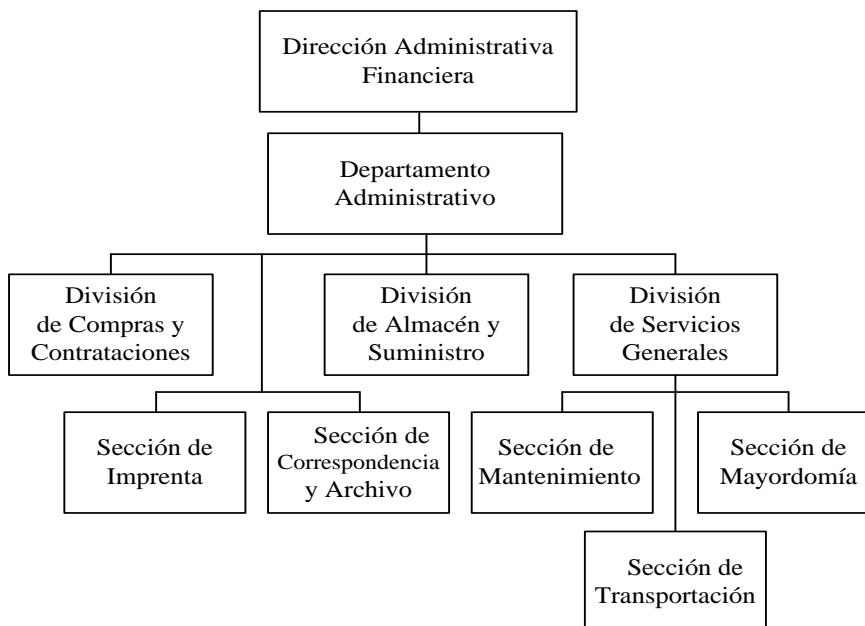 Dirección Administrativa
Financiera
Departamento
Administrativo
División
de Compras y
Contrataciones
División
de Almacén y
Suministro
División
de Servicios
Generales
Sección de
Imprenta
Sección de
Correspondencia
y Archivo
Sección de
Mantenimiento
Sección de
Mayordomía
Sección de
Transportación